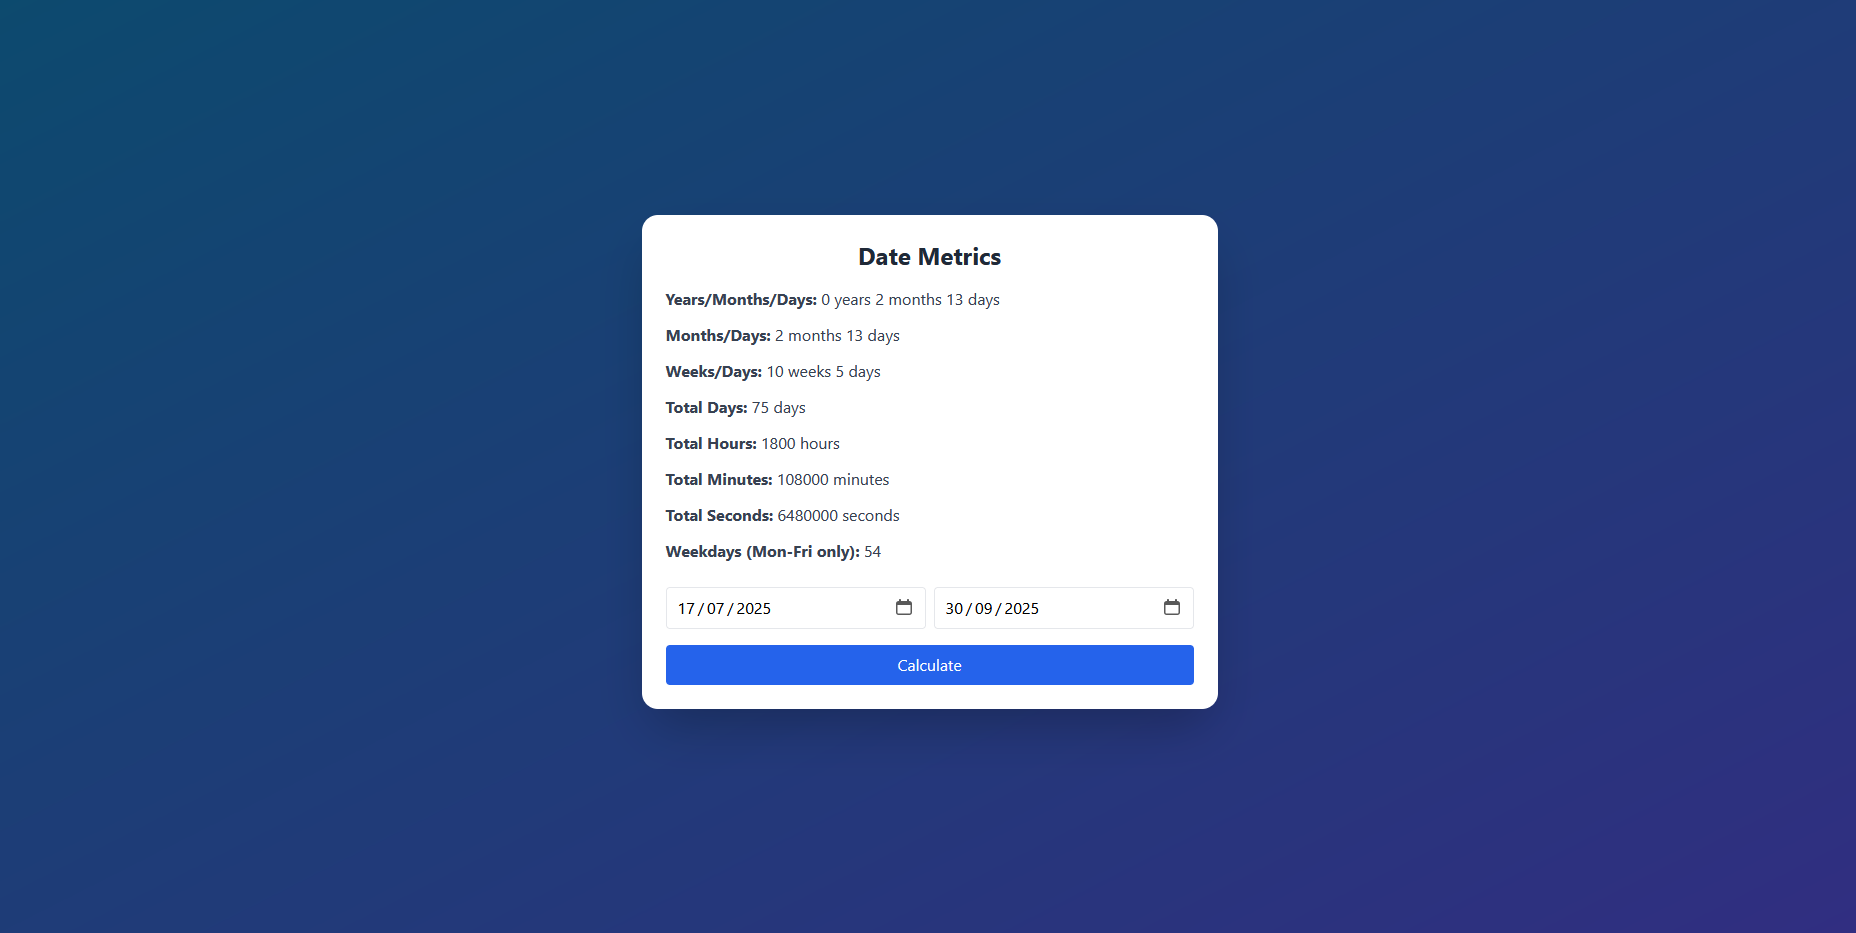 Date Metrics
Years/Months/Days: 0 years 2 months 13 days
Months/Days: 2 months 13 days
Weeks/Days: 10 weeks 5 days
Total Days: 75 days
Total Hours: 1800 hours
Total Minutes: 108000 minutes
Total Seconds: 6480000 seconds
Weekdays (Mon-Fri only): 54
17/07/2025 30/09/2025
Calculate